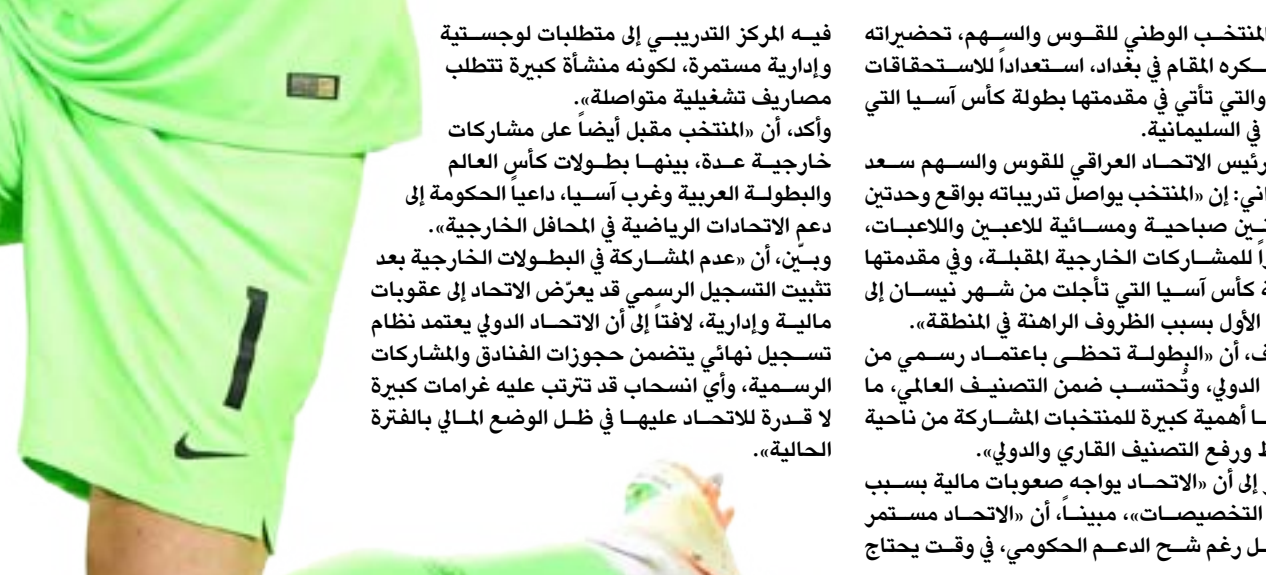 المنتخب الوطني للقوس والسهم، تحضيراته
المقام في بغداد، استعداداً للاستحقاقات
والتي تأتي في مقدمتها بطولة كأس آسيا التي
في السليمانية.
رئيس الاتحاد العراقي للقوس والسهم سعد
إن «المنتخب يواصل تدريباته بواقع وحدتين
صباحية ومسائية للاعبين واللاعبات،
للمشاركات الخارجية المقبلة، وفي مقدمتها
كأس آسيا التي تأجلت من شهر نيسان إلى
الأول بسبب الظروف الراهنة في المنطقة».
أن «البطولة تحظى باعتماد رسمي من
الدولي، وتُحتسب ضمن التصنيف العالمي، ما
أهمية كبيرة للمنتخبات المشاركة من ناحية
ورفع التصنيف القاري والدولي».
إلى أن «الاتحاد يواجه صعوبات مالية بسبب
التخصيصات»، مبيناً، أن «الاتحاد مستمر
رغم شح الدعم الحكومي، في وقت يحتاج
فيه المركز التدريبي إلى متطلبات لوجستية
وإدارية مستمرة، لكونه منشأة كبيرة تتطلب
مصاريف تشغيلية متواصلة».
وأكد، أن «المنتخب مقبل أيضاً على مشاركات
خارجية عدة، بينها بطولات كأس العالم
والبطولة العربية وغرب آسيا، داعياً الحكومة إلى
دعم الاتحادات الرياضية في المحافل الخارجية».
وبيّن، أن «عدم المشاركة في البطولات الخارجية بعد
تثبيت التسجيل الرسمي قد يعرّض الاتحاد إلى عقوبات
مالية وإدارية، لافتاً إلى أن الاتحاد الدولي يعتمد نظام
تسجيل نهائي يتضمن حجوزات الفنادق والمشاركات
الرسمية، وأي انسحاب قد تترتب عليه غرامات كبيرة
لا قدرة للاتحاد عليها في ظل الوضع المالي بالفترة
الحالية».